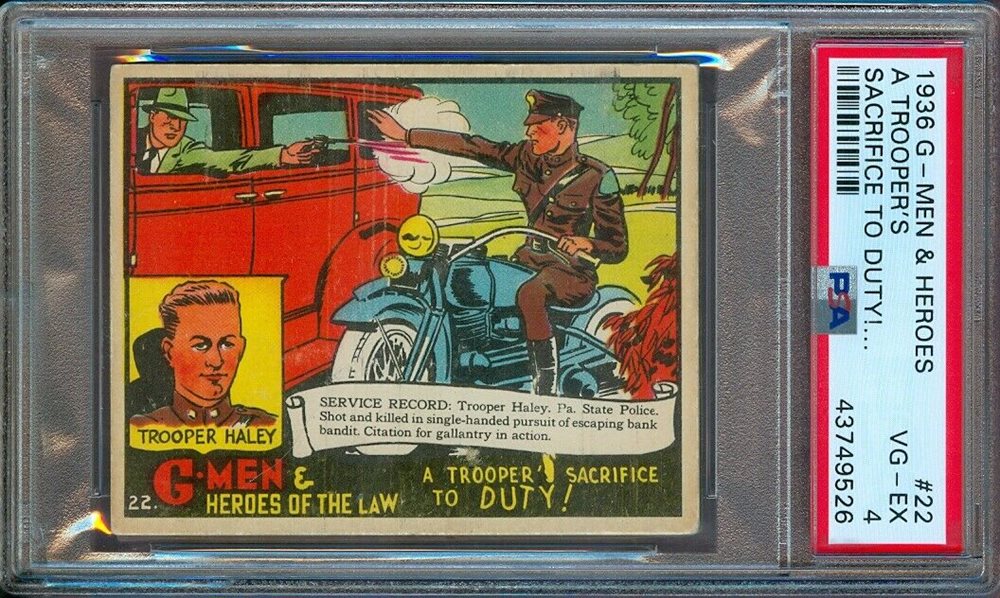 SERVICE RECORD: Trooper Haley. Pa. State Police.
Shot and killed in single-handed pursuit of escaping bank
bandit. Citation for gallantry in action.
TROOPER HALEY
22. G-MEN &
HEROES OF THE LAW
A TROOPER'S SACRIFICE
TO DUTY!
1936 G-MEN & HEROES #22
A TROOPER'S VG-EX
SACRIFICE TO DUTY!... 4
43749526
PSA